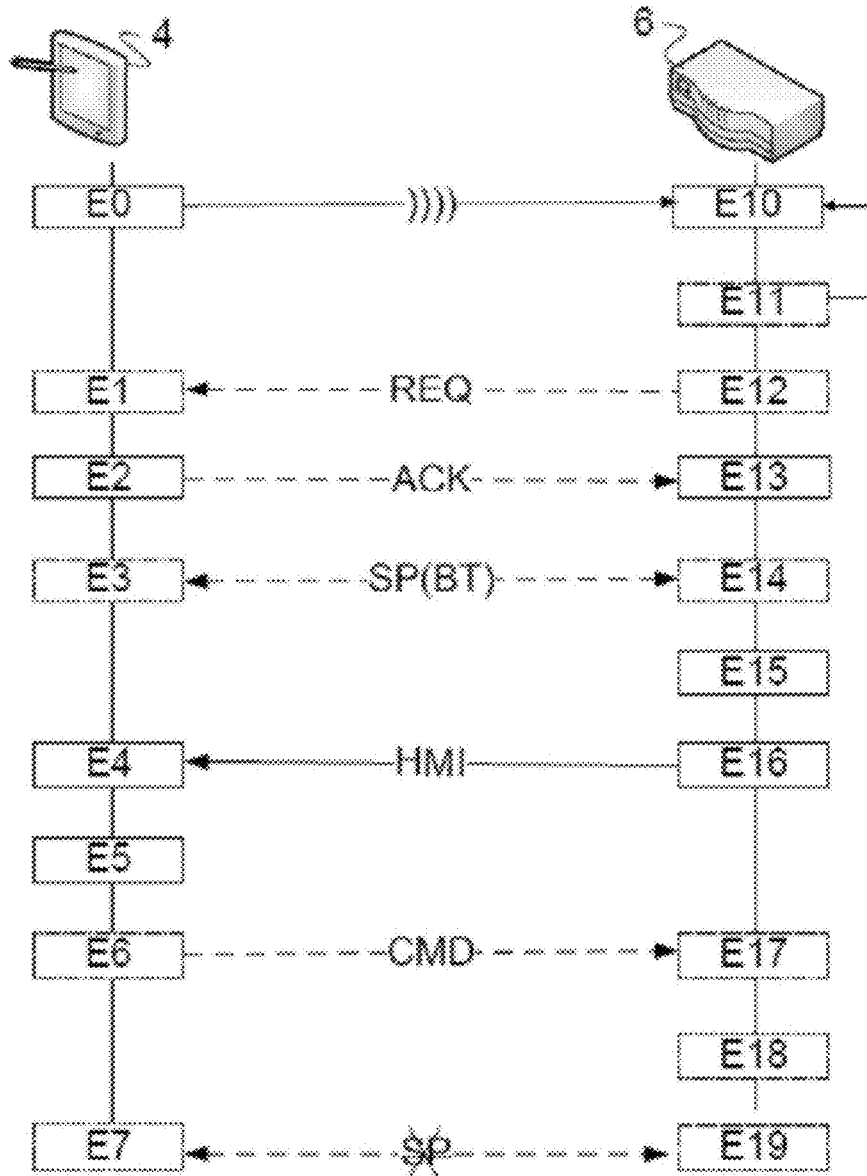 4 6
E0 )))) E10
E11
E1 REQ E12
E2 ACK E13
E3 SP(BT) E14
E15
E4 HMI E16
E5
E6 CMD E17
E18
E7 SP E19